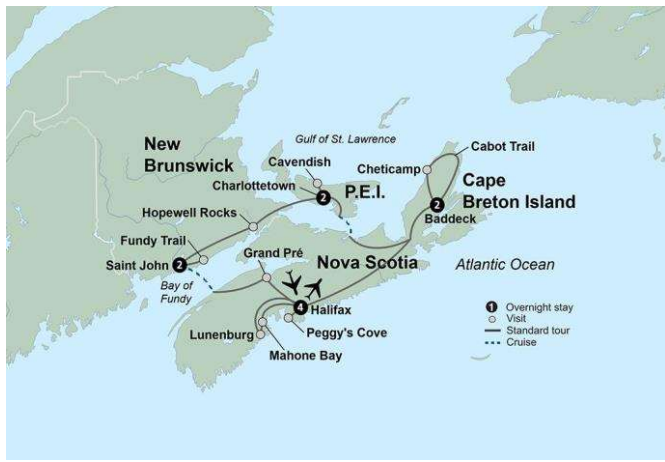 New
Brunswick
Gulf of St. Lawrence
Cabot Trail
Cavendish
Cheticamp
Charlottetown
2
P.E.I.
Cape
Breton Island
2
Baddeck
Hopewell Rocks
Fundy Trail
Grand Pré
Saint John
2
Nova Scotia
Atlantic Ocean
Bay of
Fundy
4
Halifax
Peggy's Cove
Lunenburg
Mahone Bay
1 Overnight stay
Visit
Standard tour
Cruise